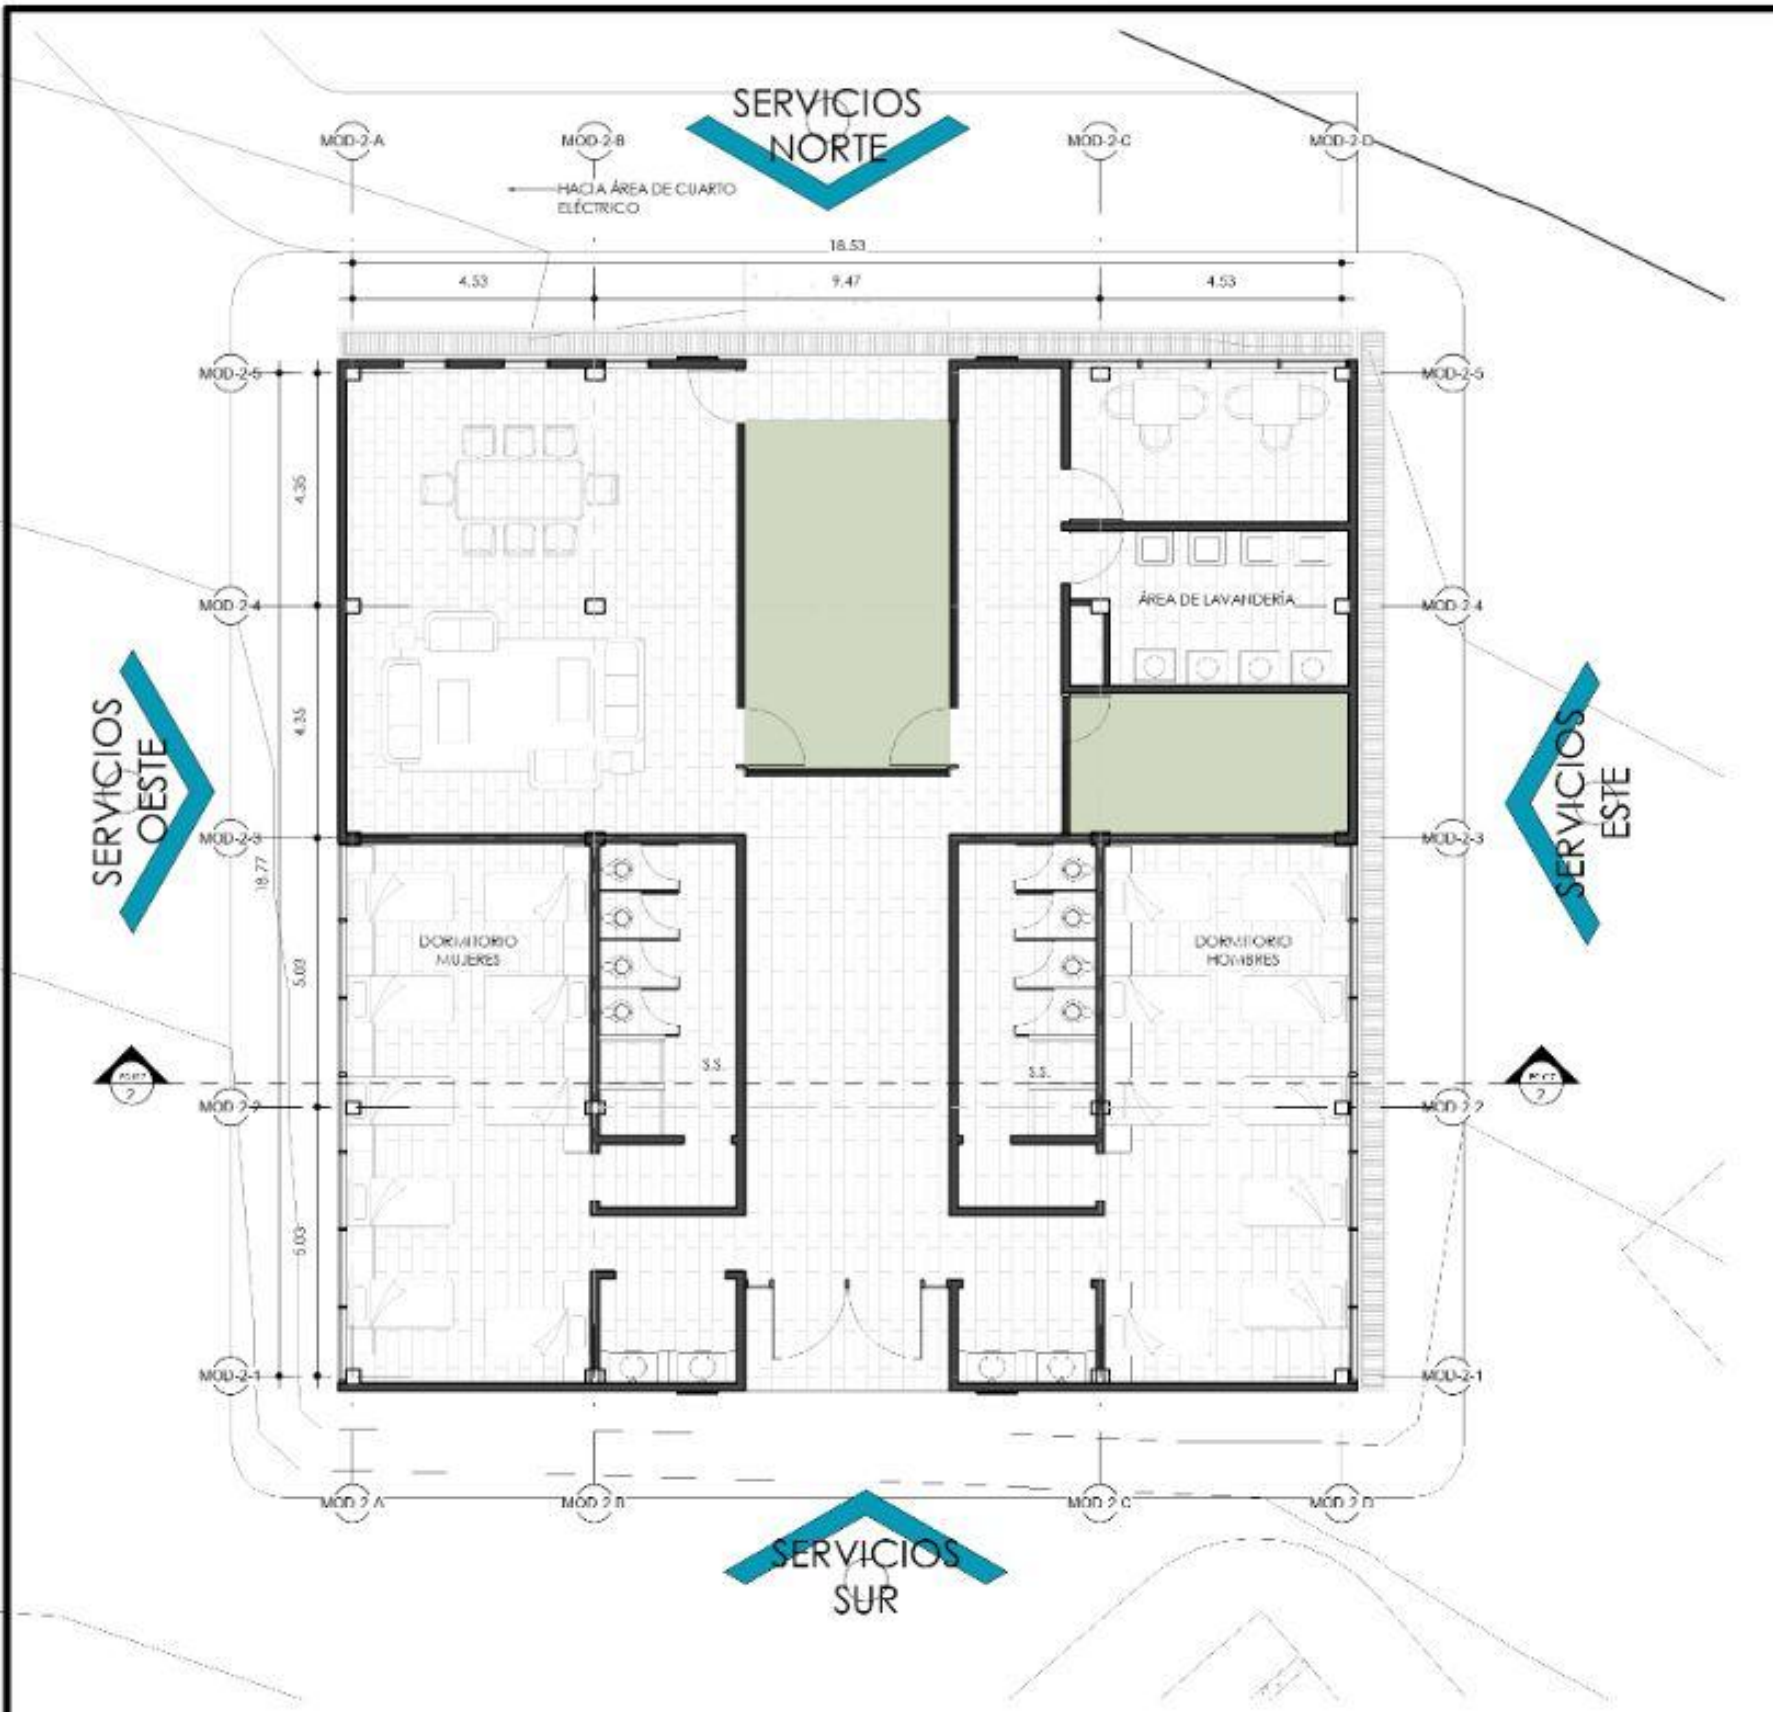 SERVICIOS
NORTE
MOD-2-A
MOD-2-B
MOD-2-C
MOD-2-D
HACIA ÁREA DE CUARTO
ELÉCTRICO
18.53
4.53
9.47
4.53
MOD-2-5
MOD-2-5
4.35
MOD-2-4
ÁREA DE LAVANDERÍA
MOD-2-4
4.35
SERVICIOS
OESTE
SERVICIOS
ESTE
MOD-2-3
MOD-2-3
18.77
DORMITORIO
MUJERES
DORMITORIO
HOMBRES
5.03
S.S.
S.S.
2
2
MOD-2-2
MOD-2-2
5.03
MOD-2-1
MOD-2-1
MOD-2-A
MOD-2-B
MOD-2-C
MOD-2-D
SERVICIOS
SUR